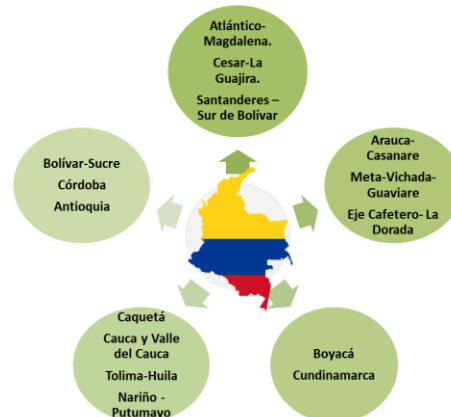 Atlántico-
Magdalena.
Cesar-La
Guajira.
Santanderes –
Sur de Bolívar
Bolívar-Sucre
Córdoba
Antioquia
Arauca-
Casanare
Meta-Vichada-
Guaviare
Eje Cafetero- La
Dorada
Caquetá
Cauca y Valle
del Cauca
Tolima-Huila
Nariño -
Putumayo
Boyacá
Cundinamarca